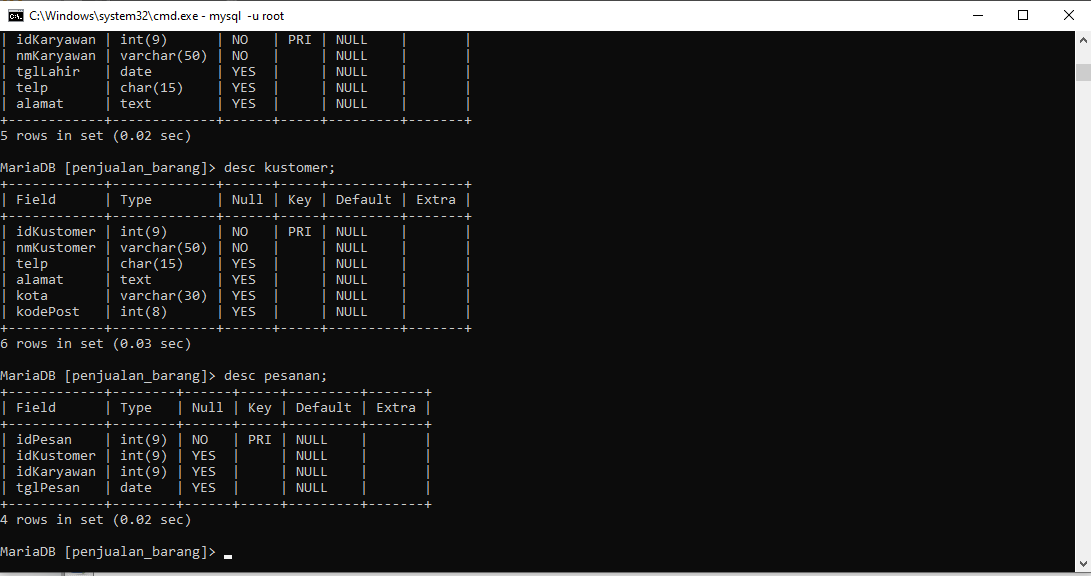 C:\Windows\system32\cmd.exe - mysql  -u root
| idKaryawan | int(9)      | NO   | PRI | NULL    |       |
| nmKaryawan | varchar(50) | NO   |     | NULL    |       |
| tglLahir   | date        | YES  |     | NULL    |       |
| telp       | char(15)    | YES  |     | NULL    |       |
| alamat     | text        | YES  |     | NULL    |       |
+------------+-------------+------+-----+---------+-------+
5 rows in set (0.02 sec)

MariaDB [penjualan_barang]> desc kustomer;
+------------+-------------+------+-----+---------+-------+
| Field      | Type        | Null | Key | Default | Extra |
+------------+-------------+------+-----+---------+-------+
| idKustomer | int(9)      | NO   | PRI | NULL    |       |
| nmKustomer | varchar(50) | NO   |     | NULL    |       |
| telp       | char(15)    | YES  |     | NULL    |       |
| alamat     | text        | YES  |     | NULL    |       |
| kota       | varchar(30) | YES  |     | NULL    |       |
| kodePost   | int(8)      | YES  |     | NULL    |       |
+------------+-------------+------+-----+---------+-------+
6 rows in set (0.03 sec)

MariaDB [penjualan_barang]> desc pesanan;
+------------+--------+------+-----+---------+-------+
| Field      | Type   | Null | Key | Default | Extra |
+------------+--------+------+-----+---------+-------+
| idPesan    | int(9) | NO   | PRI | NULL    |       |
| idKustomer | int(9) | YES  |     | NULL    |       |
| idKaryawan | int(9) | YES  |     | NULL    |       |
| tglPesan   | date   | YES  |     | NULL    |       |
+------------+--------+------+-----+---------+-------+
4 rows in set (0.02 sec)

MariaDB [penjualan_barang]> _